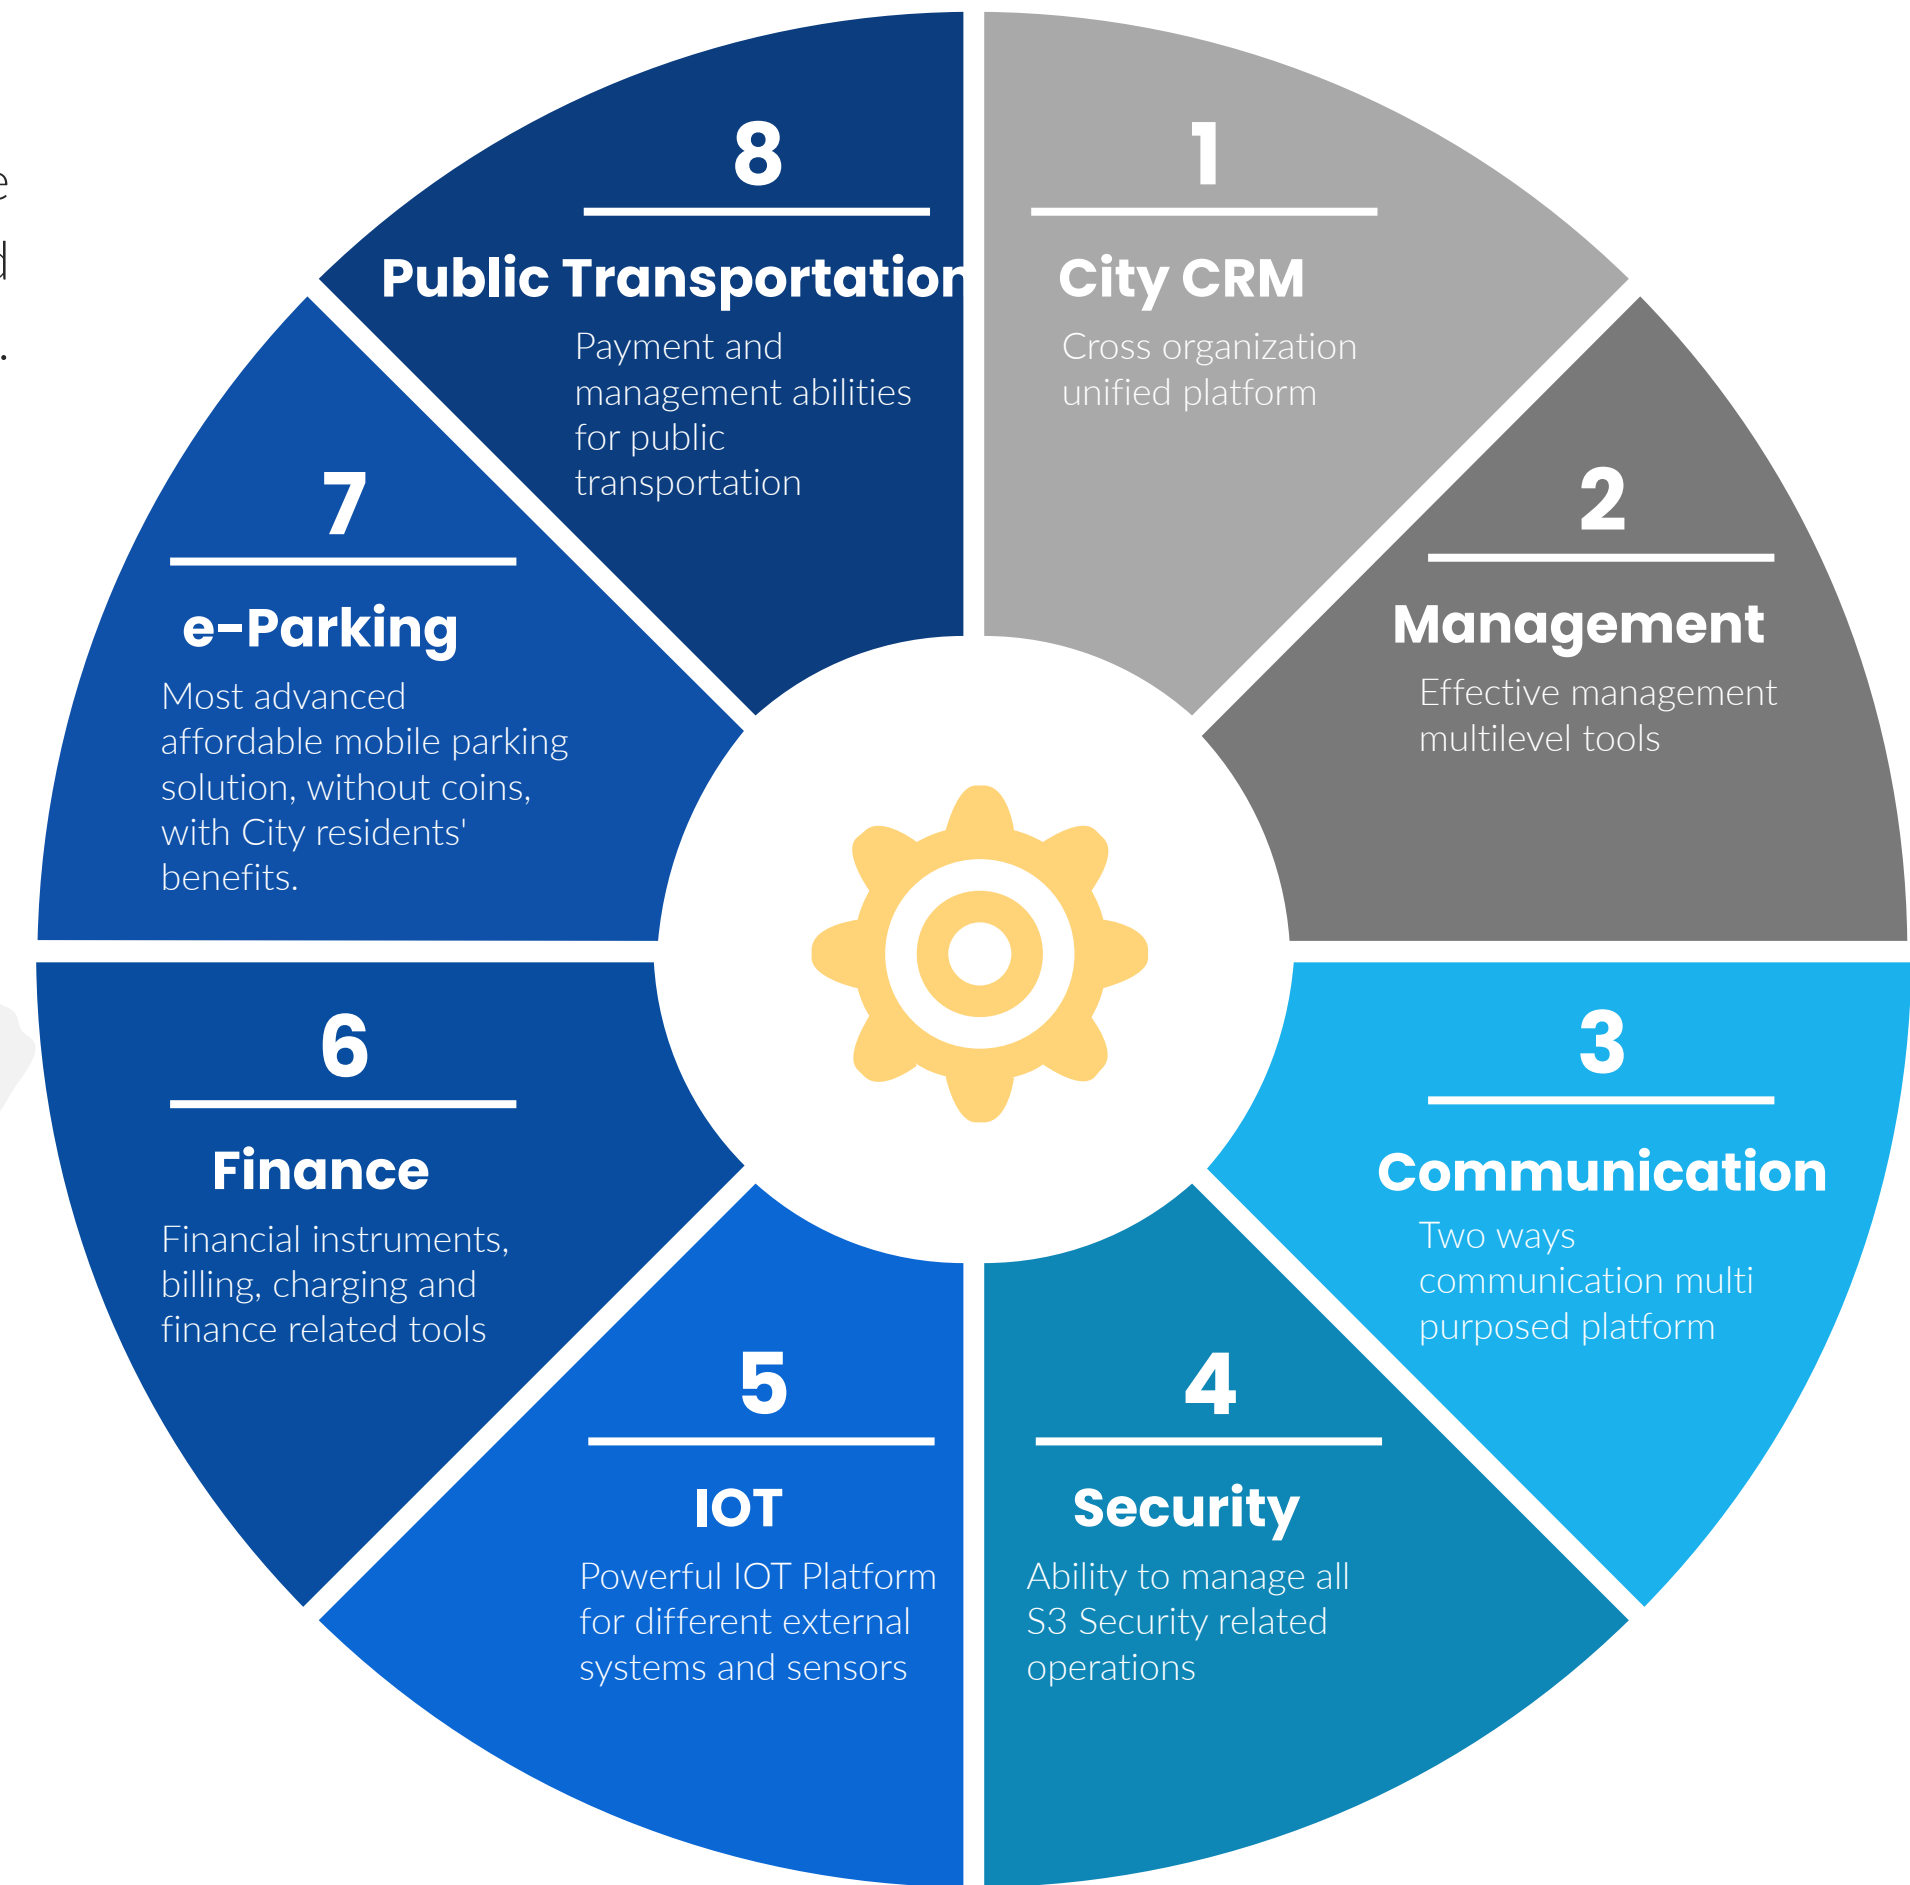 1
City CRM
Cross organization
unified platform
2
Management
Effective management
multilevel tools
3
Communication
Two ways
communication multi
purposed platform
4
Security
Ability to manage all
S3 Security related
operations
5
IOT
Powerful IOT Platform
for different external
systems and sensors
6
Finance
Financial instruments,
billing, charging and
finance related tools
7
e-Parking
Most advanced
affordable mobile parking
solution, without coins,
with City residents'
benefits.
8
Public Transportation
Payment and
management abilities
for public
transportation